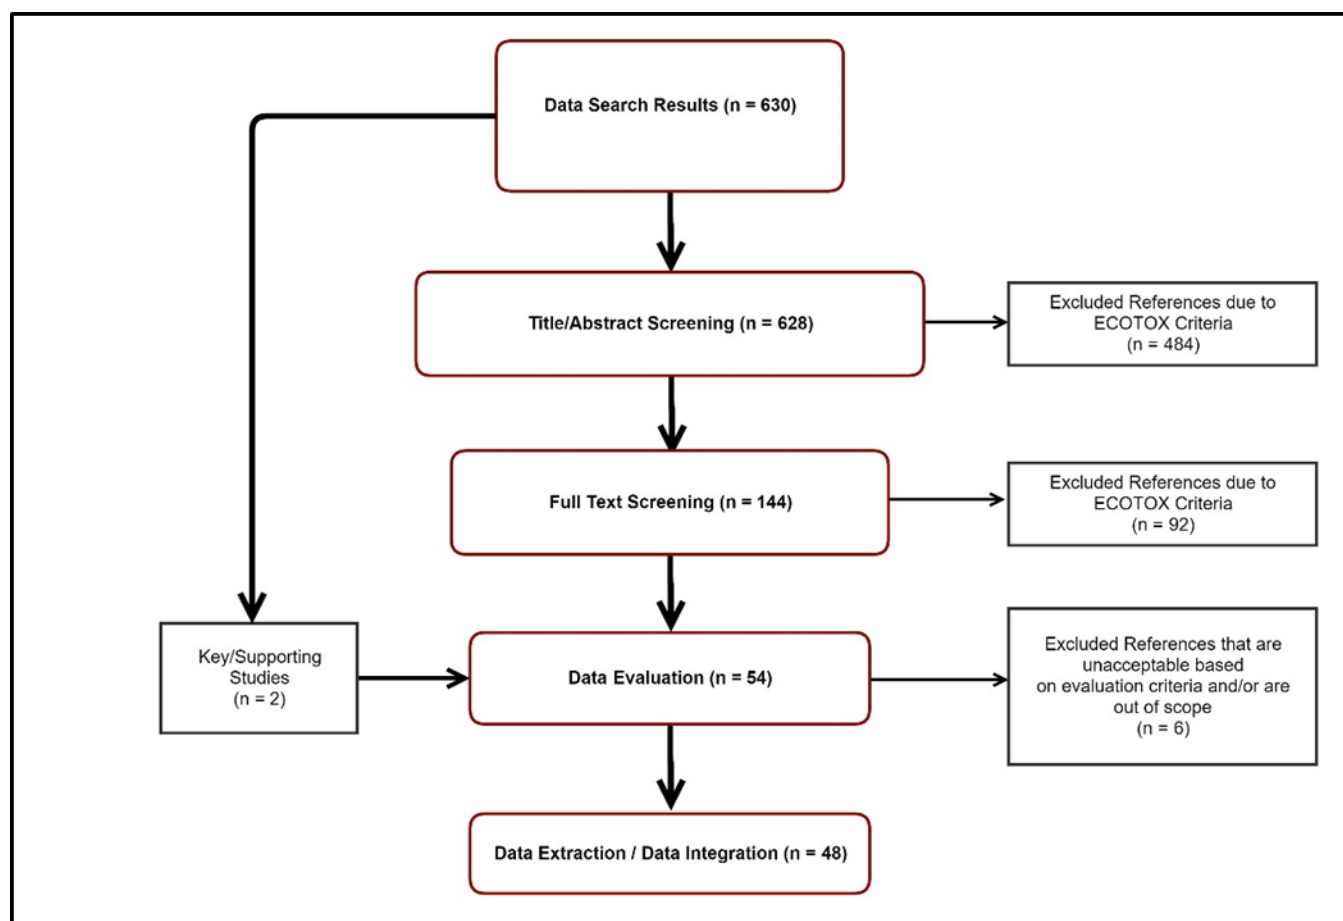 Data Search Results (n = 630)
Title/Abstract Screening (n = 628)
Excluded References due to
ECOTOX Criteria
(n = 484)
Full Text Screening (n = 144)
Excluded References due to
ECOTOX Criteria
(n = 92)
Key/Supporting
Studies
(n = 2)
Data Evaluation (n = 54)
Excluded References that are
unacceptable based
on evaluation criteria and/or are
out of scope
(n = 6)
Data Extraction / Data Integration (n = 48)